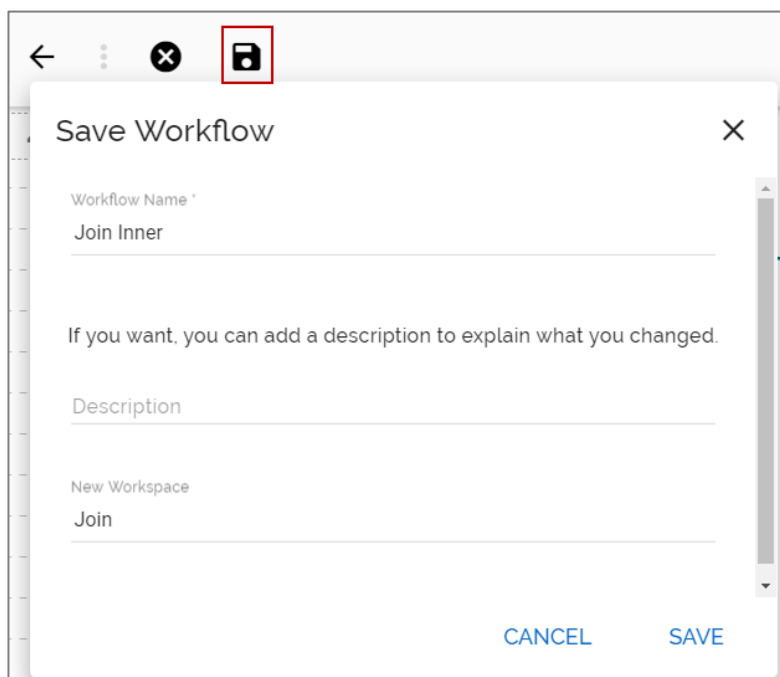 Save Workflow
Workflow Name *
Join Inner
If you want, you can add a description to explain what you changed.
Description
New Workspace
Join
CANCEL SAVE